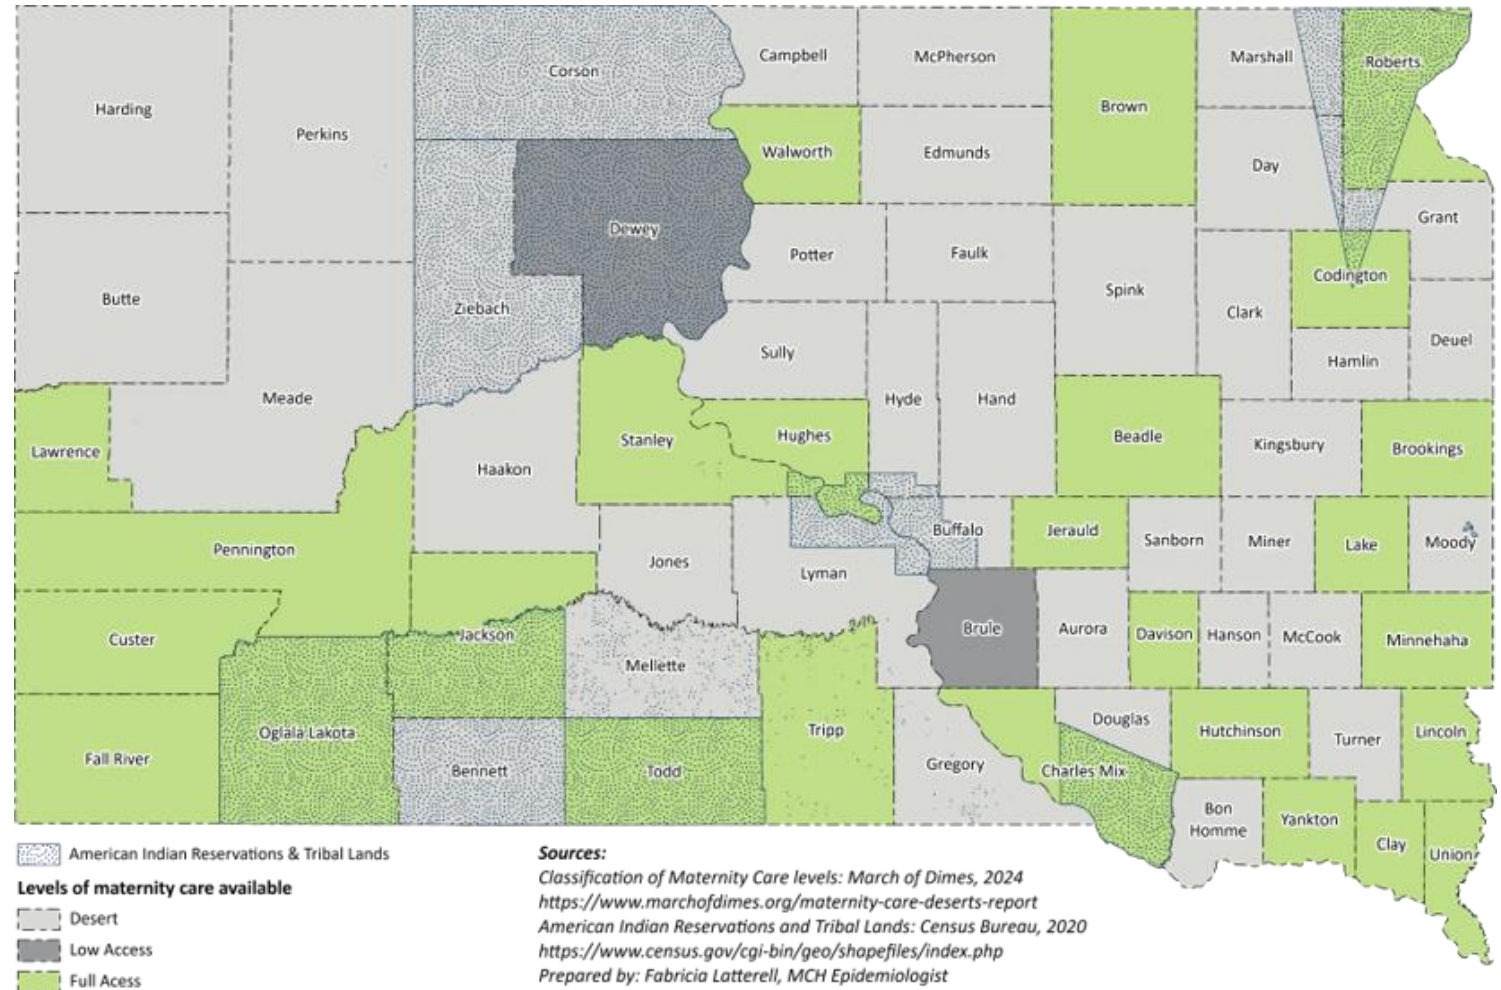 Corson
Campbell
McPherson
Marshall
Roberts
Harding
Perkins
Brown
Walworth
Edmunds
Day
Dewey
Grant
Potter
Faulk
Codington
Butte
Ziebach
Spink
Clark
Sully
Deuel
Hamlin
Meade
Hyde
Hand
Lawrence
Stanley
Hughes
Beadle
Kingsbury
Brookings
Haakon
Pennington
Buffalo
Jerauld
Sanborn
Miner
Lake
Moody
Jones
Lyman
Custer
Jackson
Brule
Aurora
Davison
Hanson
McCook
Minnehaha
Mellette
Fall River
Oglala Lakota
Tripp
Douglas
Hutchinson
Turner
Lincoln
Bennett
Todd
Gregory
Charles Mix
Bon
Homme
Yankton
Clay
Union
American Indian Reservations & Tribal Lands
Levels of maternity care available
Desert
Low Access
Full Acess
Sources:
Classification of Maternity Care levels: March of Dimes, 2024
https://www.marchofdimes.org/maternity-care-deserts-report
American Indian Reservations and Tribal Lands: Census Bureau, 2020
https://www.census.gov/cgi-bin/geo/shapefiles/index.php
Prepared by: Fabricia Latterell, MCH Epidemiologist